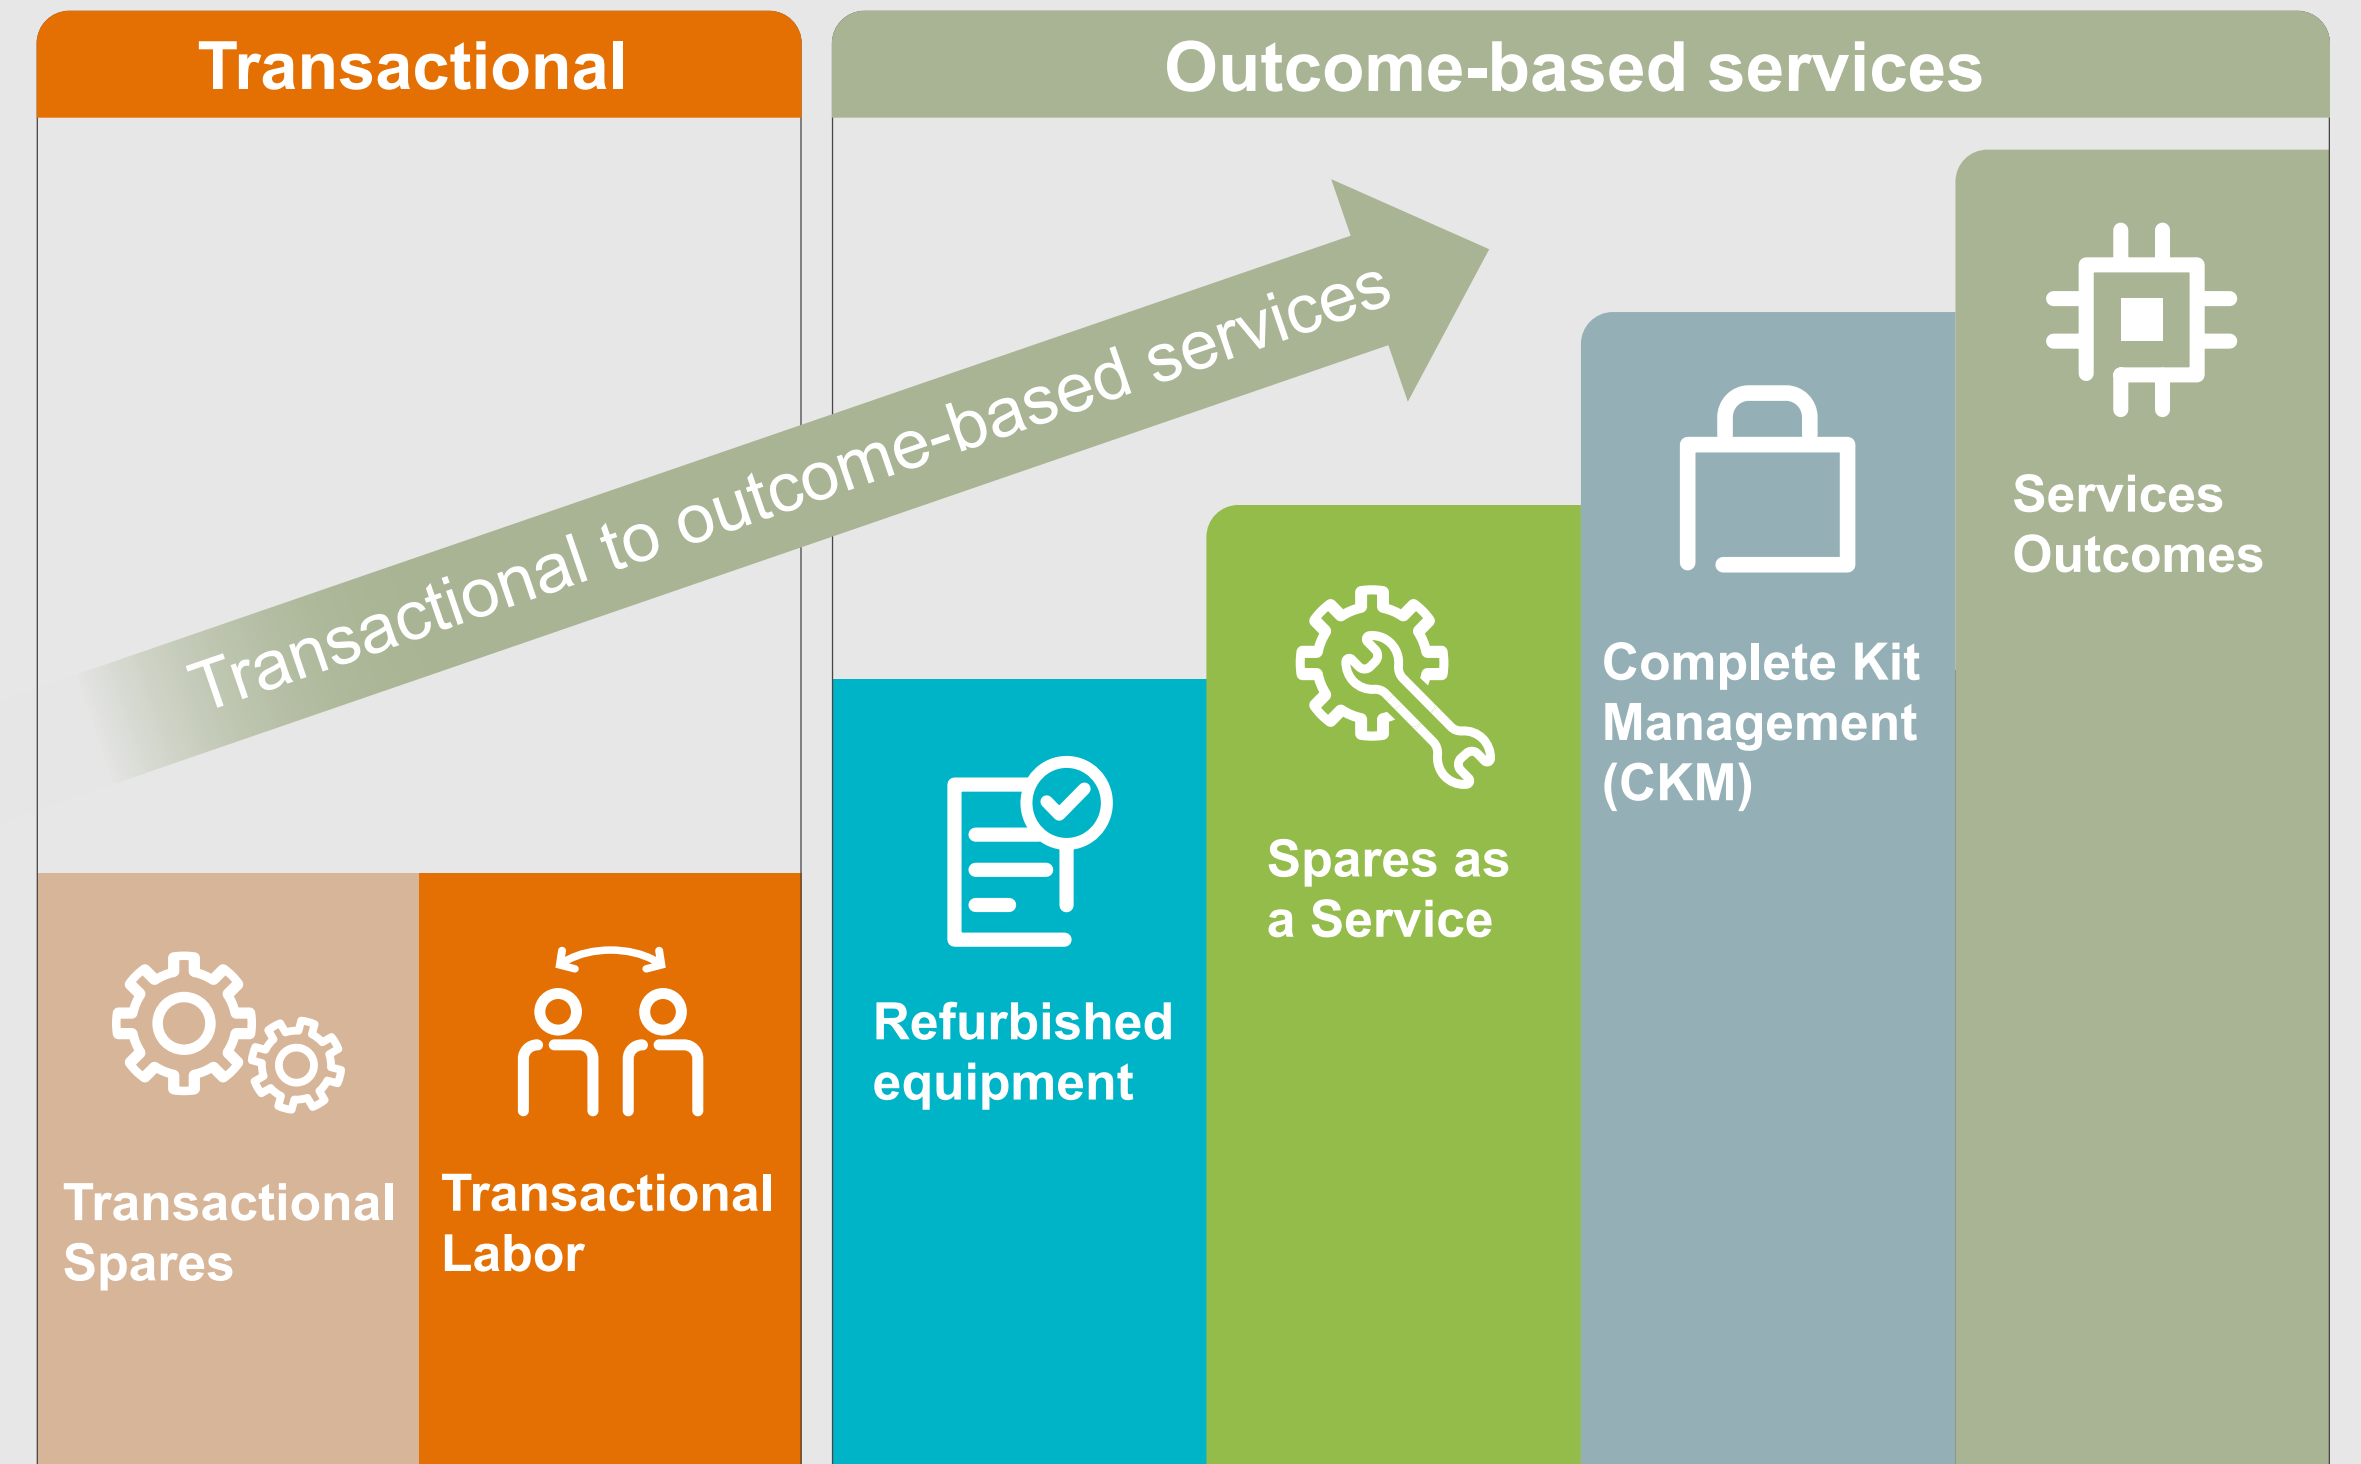 Transactional
Outcome-based services
Transactional to outcome-based services
Transactional
Spares
Transactional
Labor
Refurbished
equipment
Spares as
a Service
Complete Kit
Management
(CKM)
Services
Outcomes